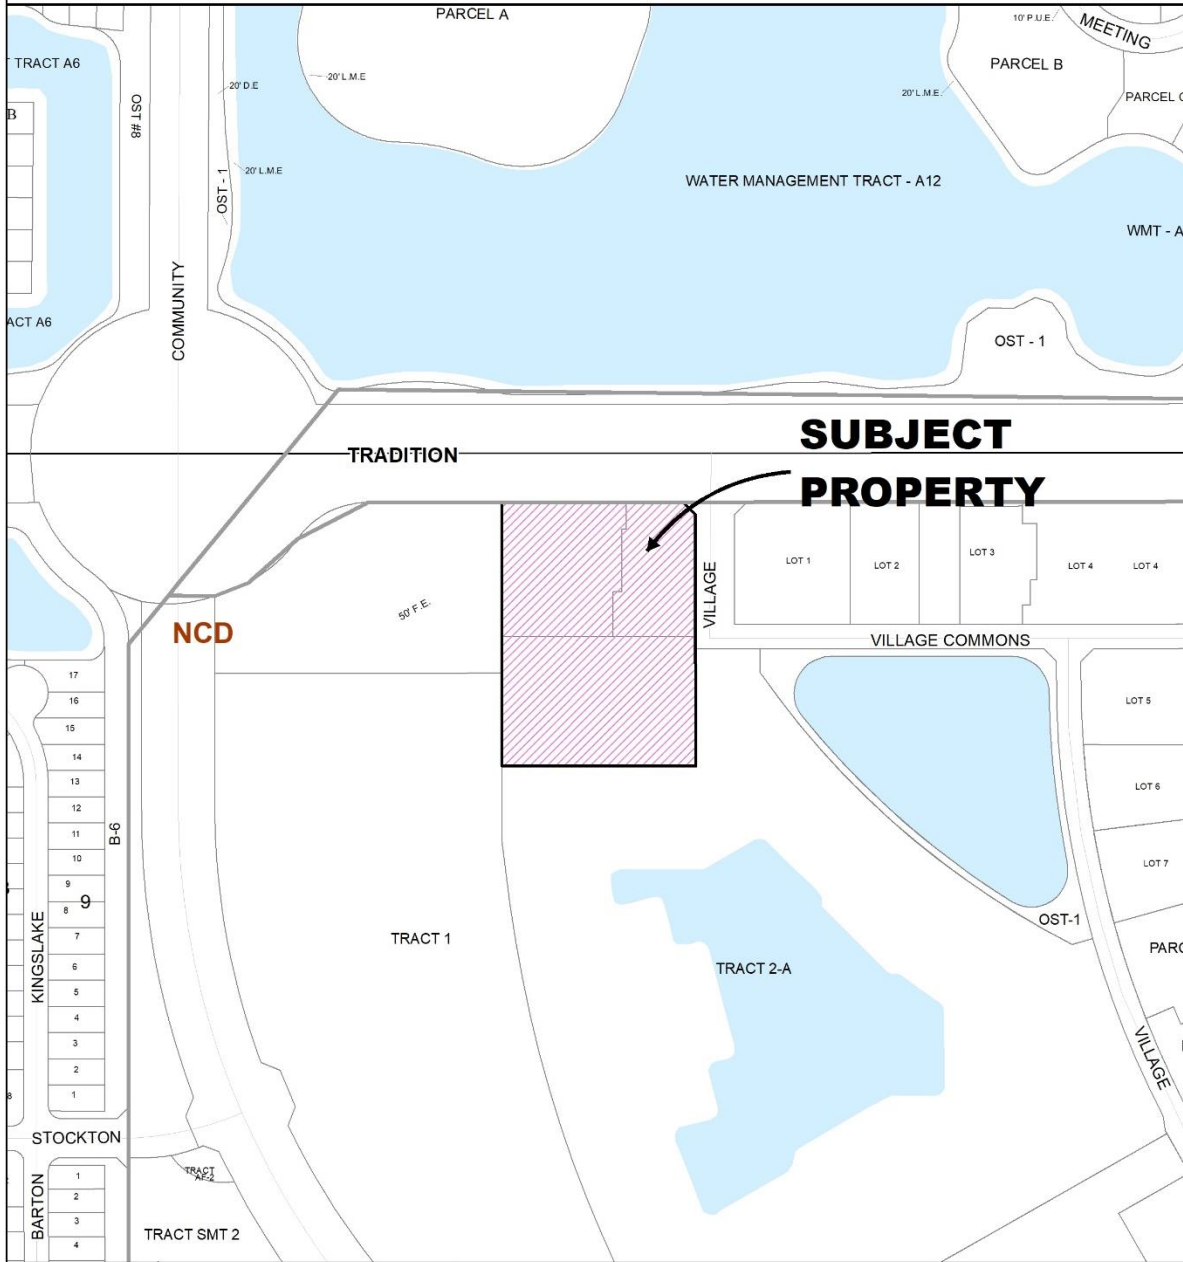 PARCEL A
10' P.U.E.
MEETING
TRACT A6
20' L.M.E
PARCEL B
20' D.E
20' L.M.E.
PARCEL C
B
OST #8
20' L.M.E
OST - 1
WATER MANAGEMENT TRACT - A12
WMT - A
COMMUNITY
ACT A6
OST - 1
SUBJECT
TRADITION
PROPERTY
LOT 1
LOT 2
LOT 3
LOT 4
LOT 4
VILLAGE
50' F.E.
NCD
VILLAGE COMMONS
17
16
LOT 5
15
14
13
LOT 6
12
11
B-6
10
LOT 7
9
9
8
7
OST-1
TRACT 1
PARC
KINGSLAKE
6
TRACT 2-A
5
4
3
VILLAGE
2
1
8
STOCKTON
TRACT
AF-2
1
2
BARTON
3
TRACT SMT 2
4